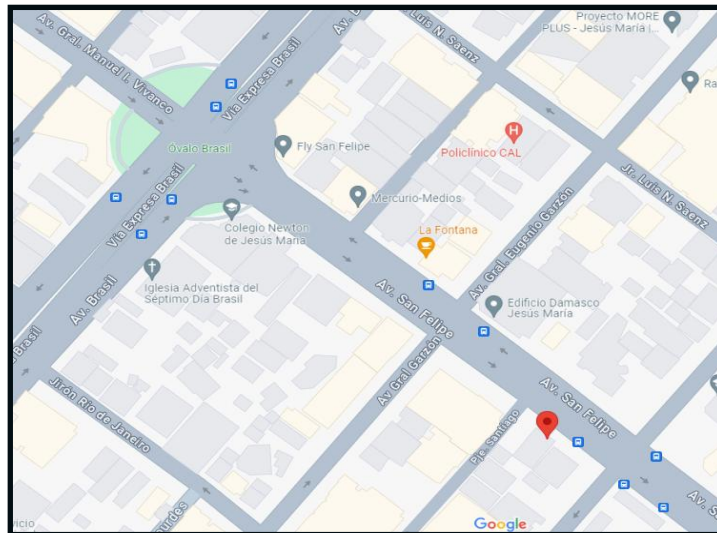 Proyecto MORE
PLUS - Jesús María (...
Av. Gral. Manuel I. Vivanco
Luis N. Saenz
Vía Expresa Brasil
Óvalo Brasil
Fly San Felipe
Policlínico CAL
Mercurio-Medios
Jr. Luis N. Saenz
Colegio Newton
de Jesús María
Vía Expresa Brasil
La Fontana
Av. Gral. Eugenio Garzón
Iglesia Adventista del
Séptimo Día Brasil
Av. Brasil
Av. San Felipe
Edificio Damasco
Jesús María
Brasil
Av Gral Garzón
Jirón Rio de Janeiro
Av. San Felipe
Pje. Santiago
Google